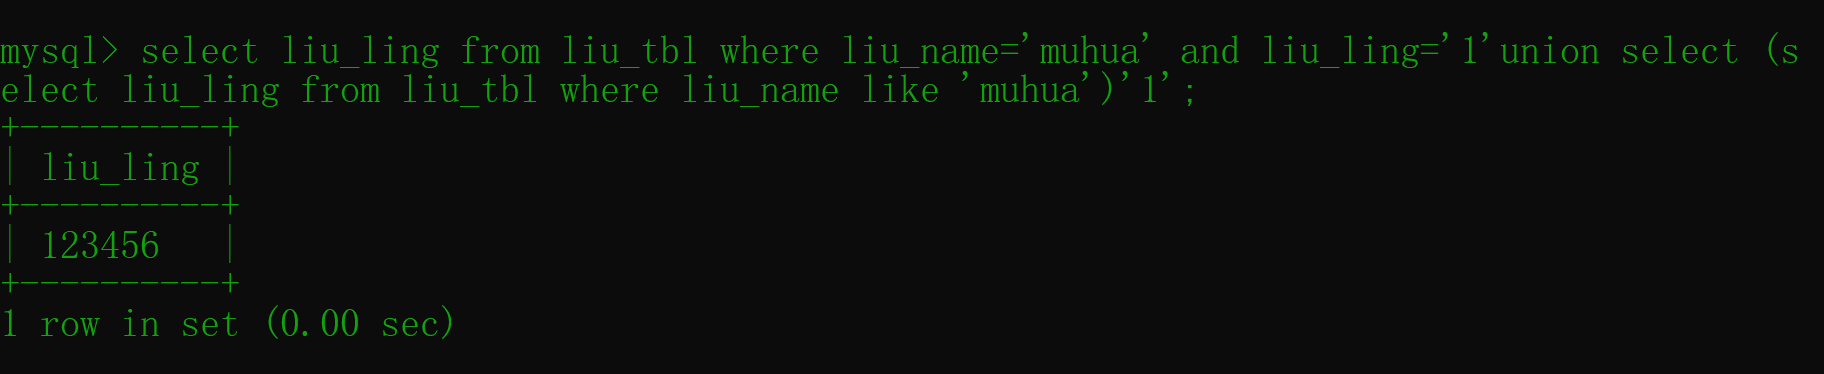 mysql> select liu_ling from liu_tbl where liu_name='muhua' and liu_ling='1'union select (s
elect liu_ling from liu_tbl where liu_name like 'muhua')'1';
+----------+
| liu_ling |
+----------+
| 123456   |
+----------+
1 row in set (0.00 sec)